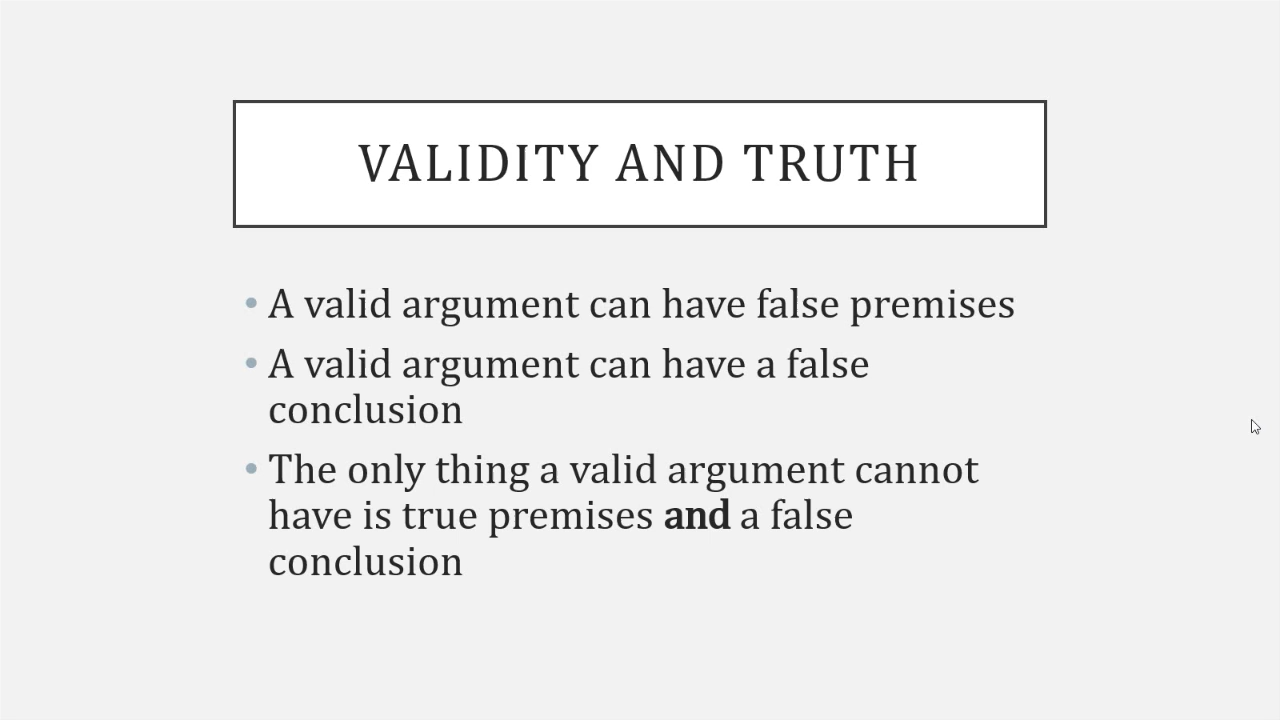 VALIDITY AND TRUTH
• A valid argument can have false premises
• A valid argument can have a false
conclusion
• The only thing a valid argument cannot
have is true premises and a false
conclusion